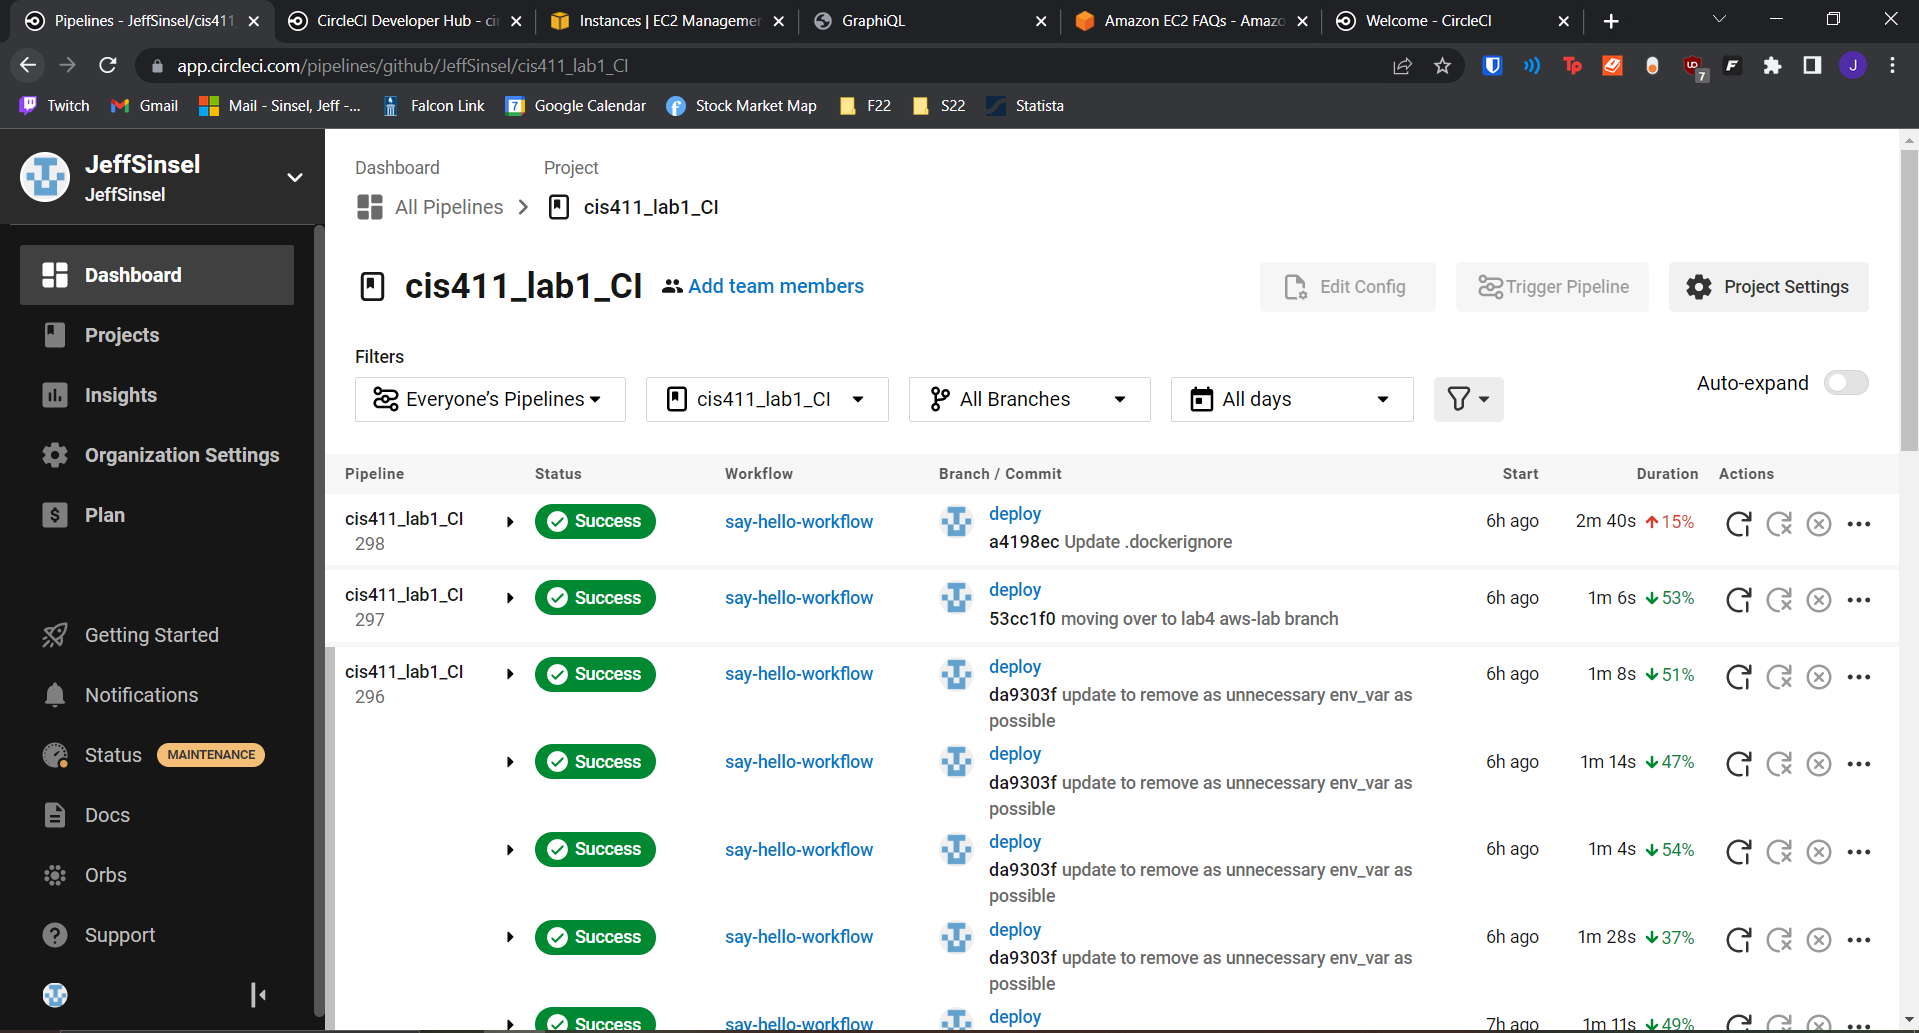 Pipelines - JeffSinsel/cis411
CircleCI Developer Hub - cir
Instances | EC2 Managemen
GraphiQL
Amazon EC2 FAQs - Amazo
Welcome - CircleCI
app.circleci.com/pipelines/github/JeffSinsel/cis411_lab1_CI
Tp
7
F
J
Twitch
Gmail
Mail - Sinsel, Jeff -...
Falcon Link
7 Google Calendar
Stock Market Map
F22
S22
Statista
JeffSinsel
JeffSinsel
Dashboard
Projects
Insights
Organization Settings
Plan
Getting Started
Notifications
Status MAINTENANCE
Docs
Orbs
Support
Dashboard Project
All Pipelines cis411_lab1_CI
cis411_lab1_CI Add team members
Edit Config Trigger Pipeline Project Settings
Filters
Everyone’s Pipelines cis411_lab1_CI All Branches All days
Auto-expand
Pipeline Status Workflow Branch / Commit Start Duration Actions
cis411_lab1_CI Success say-hello-workflow deploy 6h ago 2m 40s 15%
298 a4198ec Update .dockerignore
cis411_lab1_CI Success say-hello-workflow deploy 6h ago 1m 6s 53%
297 53cc1f0 moving over to lab4 aws-lab branch
cis411_lab1_CI Success say-hello-workflow deploy 6h ago 1m 8s 51%
296 da9303f update to remove as unnecessary env_var as
possible
Success say-hello-workflow deploy 6h ago 1m 14s 47%
da9303f update to remove as unnecessary env_var as
possible
Success say-hello-workflow deploy 6h ago 1m 4s 54%
da9303f update to remove as unnecessary env_var as
possible
Success say-hello-workflow deploy 6h ago 1m 28s 37%
da9303f update to remove as unnecessary env_var as
possible
Success say-hello-workflow deploy 7h ago 1m 11s 49%